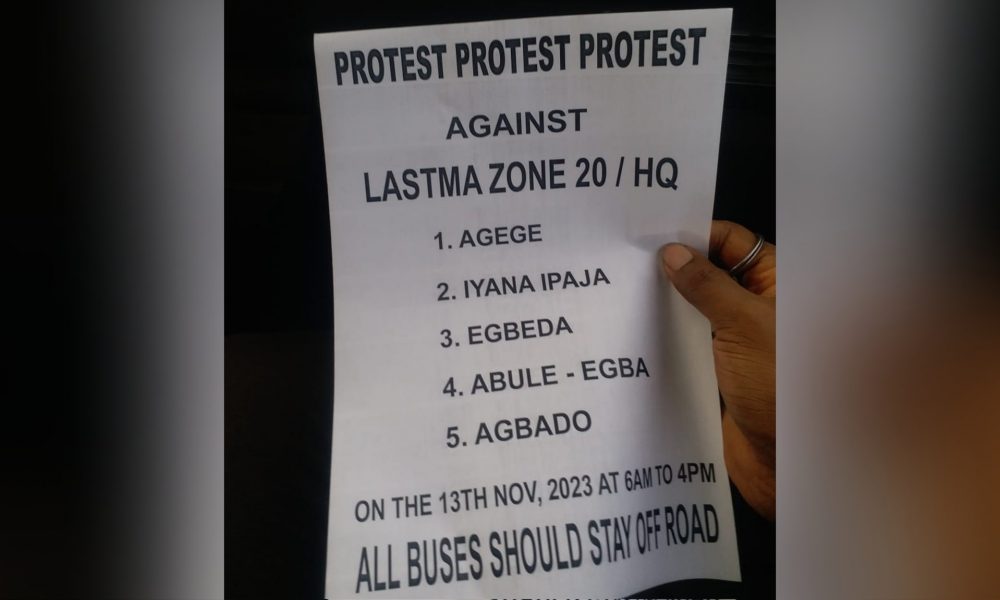 PROTEST PROTEST PROTEST
AGAINST
LASTMA ZONE 20 / HQ
1. AGEGE
2. IYANA IPAJA
3. EGBEDA
4. ABULE - EGBA
5. AGBADO
ON THE 13TH NOV, 2023 AT 6AM TO 4PM
ALL BUSES SHOULD STAY OFF ROAD